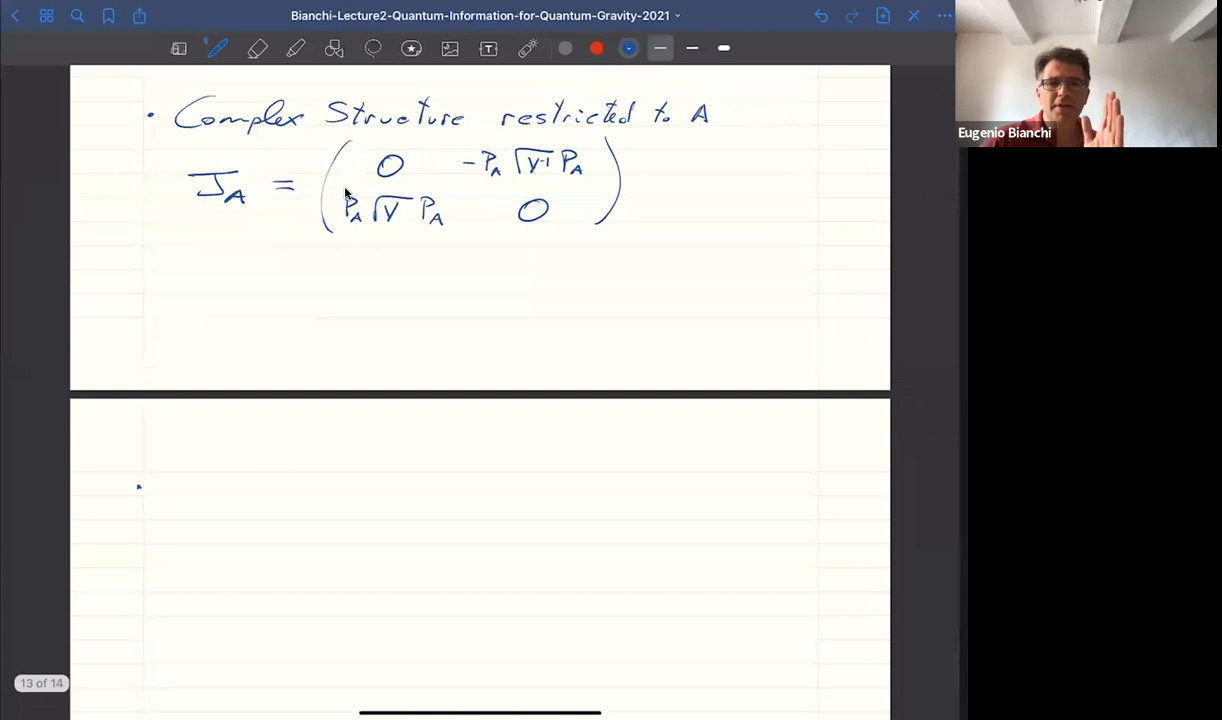 Bianchi-Lecture2-Quantum-Information-for-Quantum-Gravity-2021
Eugenio Bianchi
• Complex Structure restricted to A
J_A = ( 0 -P_A √V^-1 P_A
P_A √V P_A 0 )
13 of 14